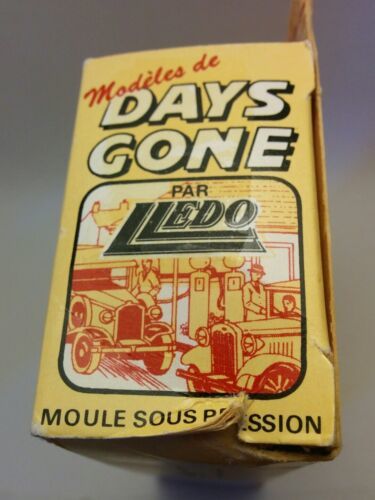 Modèles de
DAYS
GONE
PAR
LLEDO
MOULE SOUS PRESSION